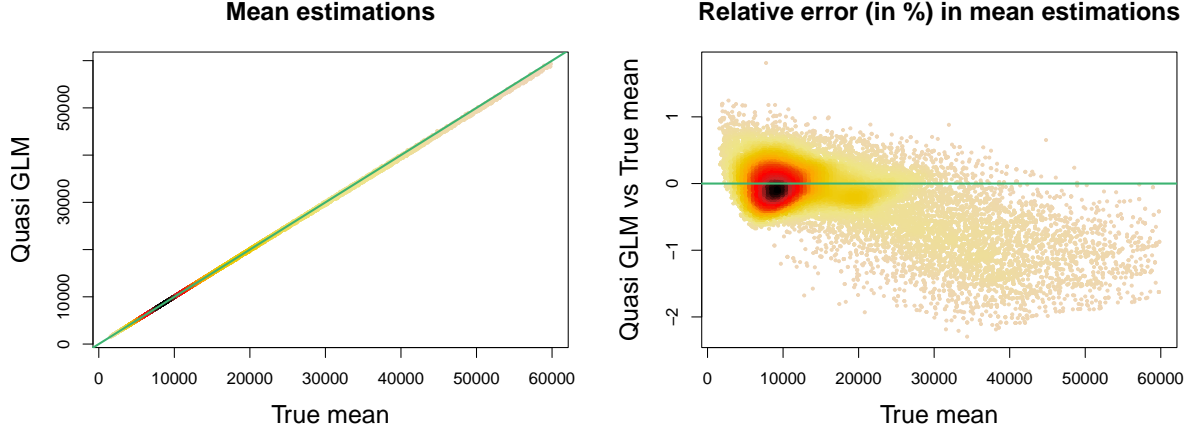 Mean estimations
Quasi GLM
0
10000
30000
50000
0 10000 20000 30000 40000 50000 60000
True mean
Relative error (in %) in mean estimations
Quasi GLM vs True mean
−2
−1
0
1
0 10000 20000 30000 40000 50000 60000
True mean